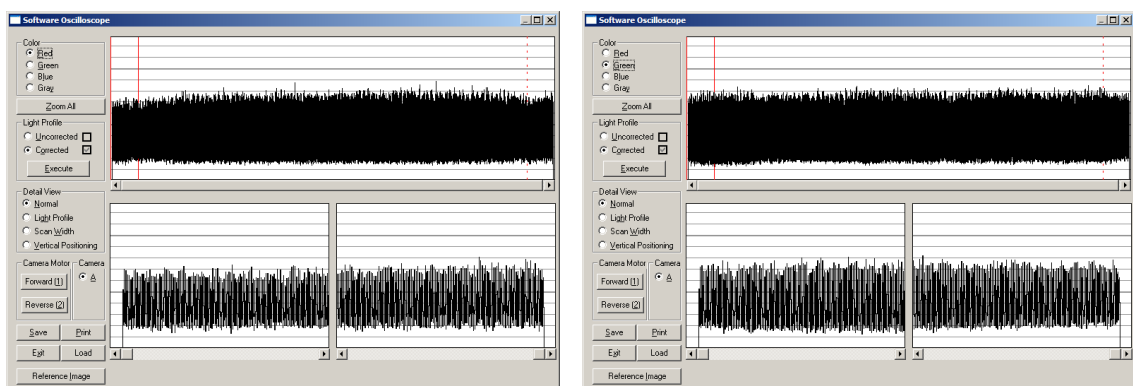 Software Oscilloscope
Color
Red
Green
Blue
Gray
Zoom All
Light Profile
Uncorrected
Corrected
Execute
Detail View
Normal
Light Profile
Scan Width
Vertical Positioning
Camera Motor Camera
Forward (1) A
Reverse (2)
Save Print
Exit Load
Reference Image
Software Oscilloscope
Color
Red
Green
Blue
Gray
Zoom All
Light Profile
Uncorrected
Corrected
Execute
Detail View
Normal
Light Profile
Scan Width
Vertical Positioning
Camera Motor Camera
Forward (1) A
Reverse (2)
Save Print
Exit Load
Reference Image